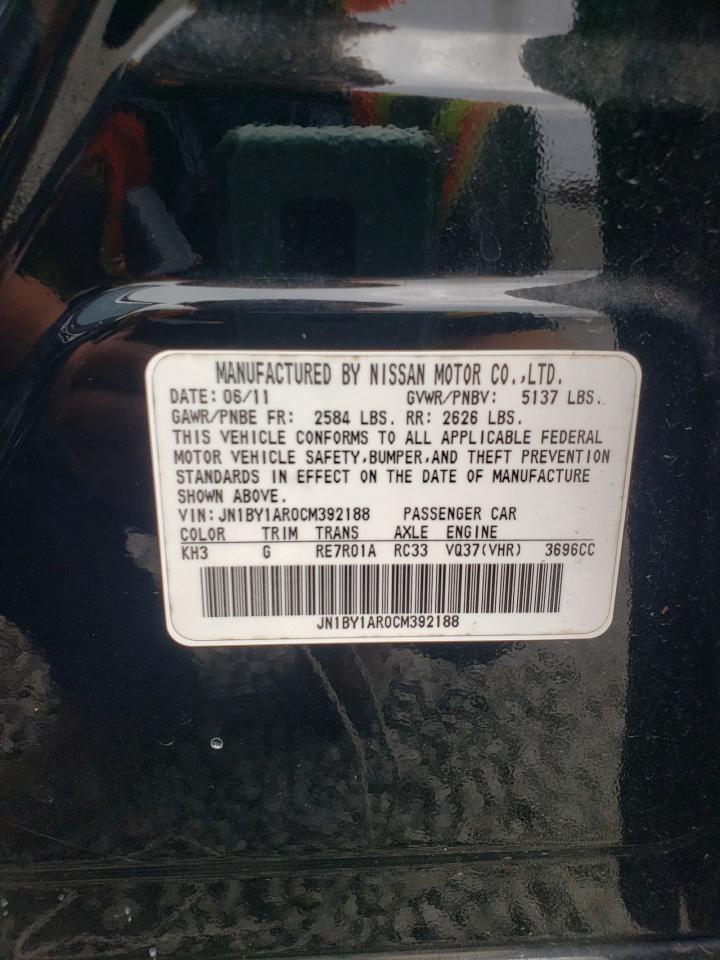 MANUFACTURED BY NISSAN MOTOR CO.,LTD.
DATE: 06/11 GVWR/PNBV: 5137 LBS.
GAWR/PNBE FR: 2584 LBS. RR: 2626 LBS.
THIS VEHICLE CONFORMS TO ALL APPLICABLE FEDERAL
MOTOR VEHICLE SAFETY,BUMPER,AND THEFT PREVENTION
STANDARDS IN EFFECT ON THE DATE OF MANUFACTURE
SHOWN ABOVE.
VIN: JN1BY1AR0CM392188 PASSENGER CAR
COLOR TRIM TRANS AXLE ENGINE
KH3 G RE7R01A RC33 VQ37(VHR) 3696CC
JN1BY1AR0CM392188